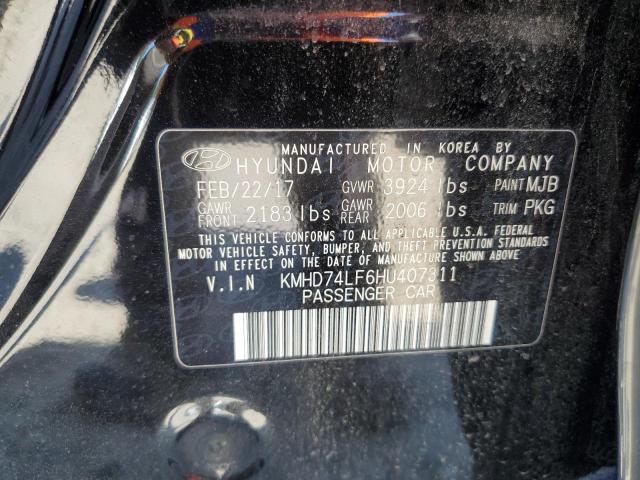 MANUFACTURED IN KOREA BY
HYUNDAI MOTOR COMPANY
FEB/22/17 GVWR 3924 lbs PAINT MJB
GAWR FRONT 2183 lbs GAWR REAR 2006 lbs TRIM PKG
THIS VEHICLE CONFORMS TO ALL APPLICABLE U.S.A. FEDERAL
MOTOR VEHICLE SAFETY, BUMPER, AND THEFT PREVENTION STANDARDS
IN EFFECT ON THE DATE OF MANUFACTURE SHOWN ABOVE.
V.I.N KMHD74LF6HU407311
PASSENGER CAR